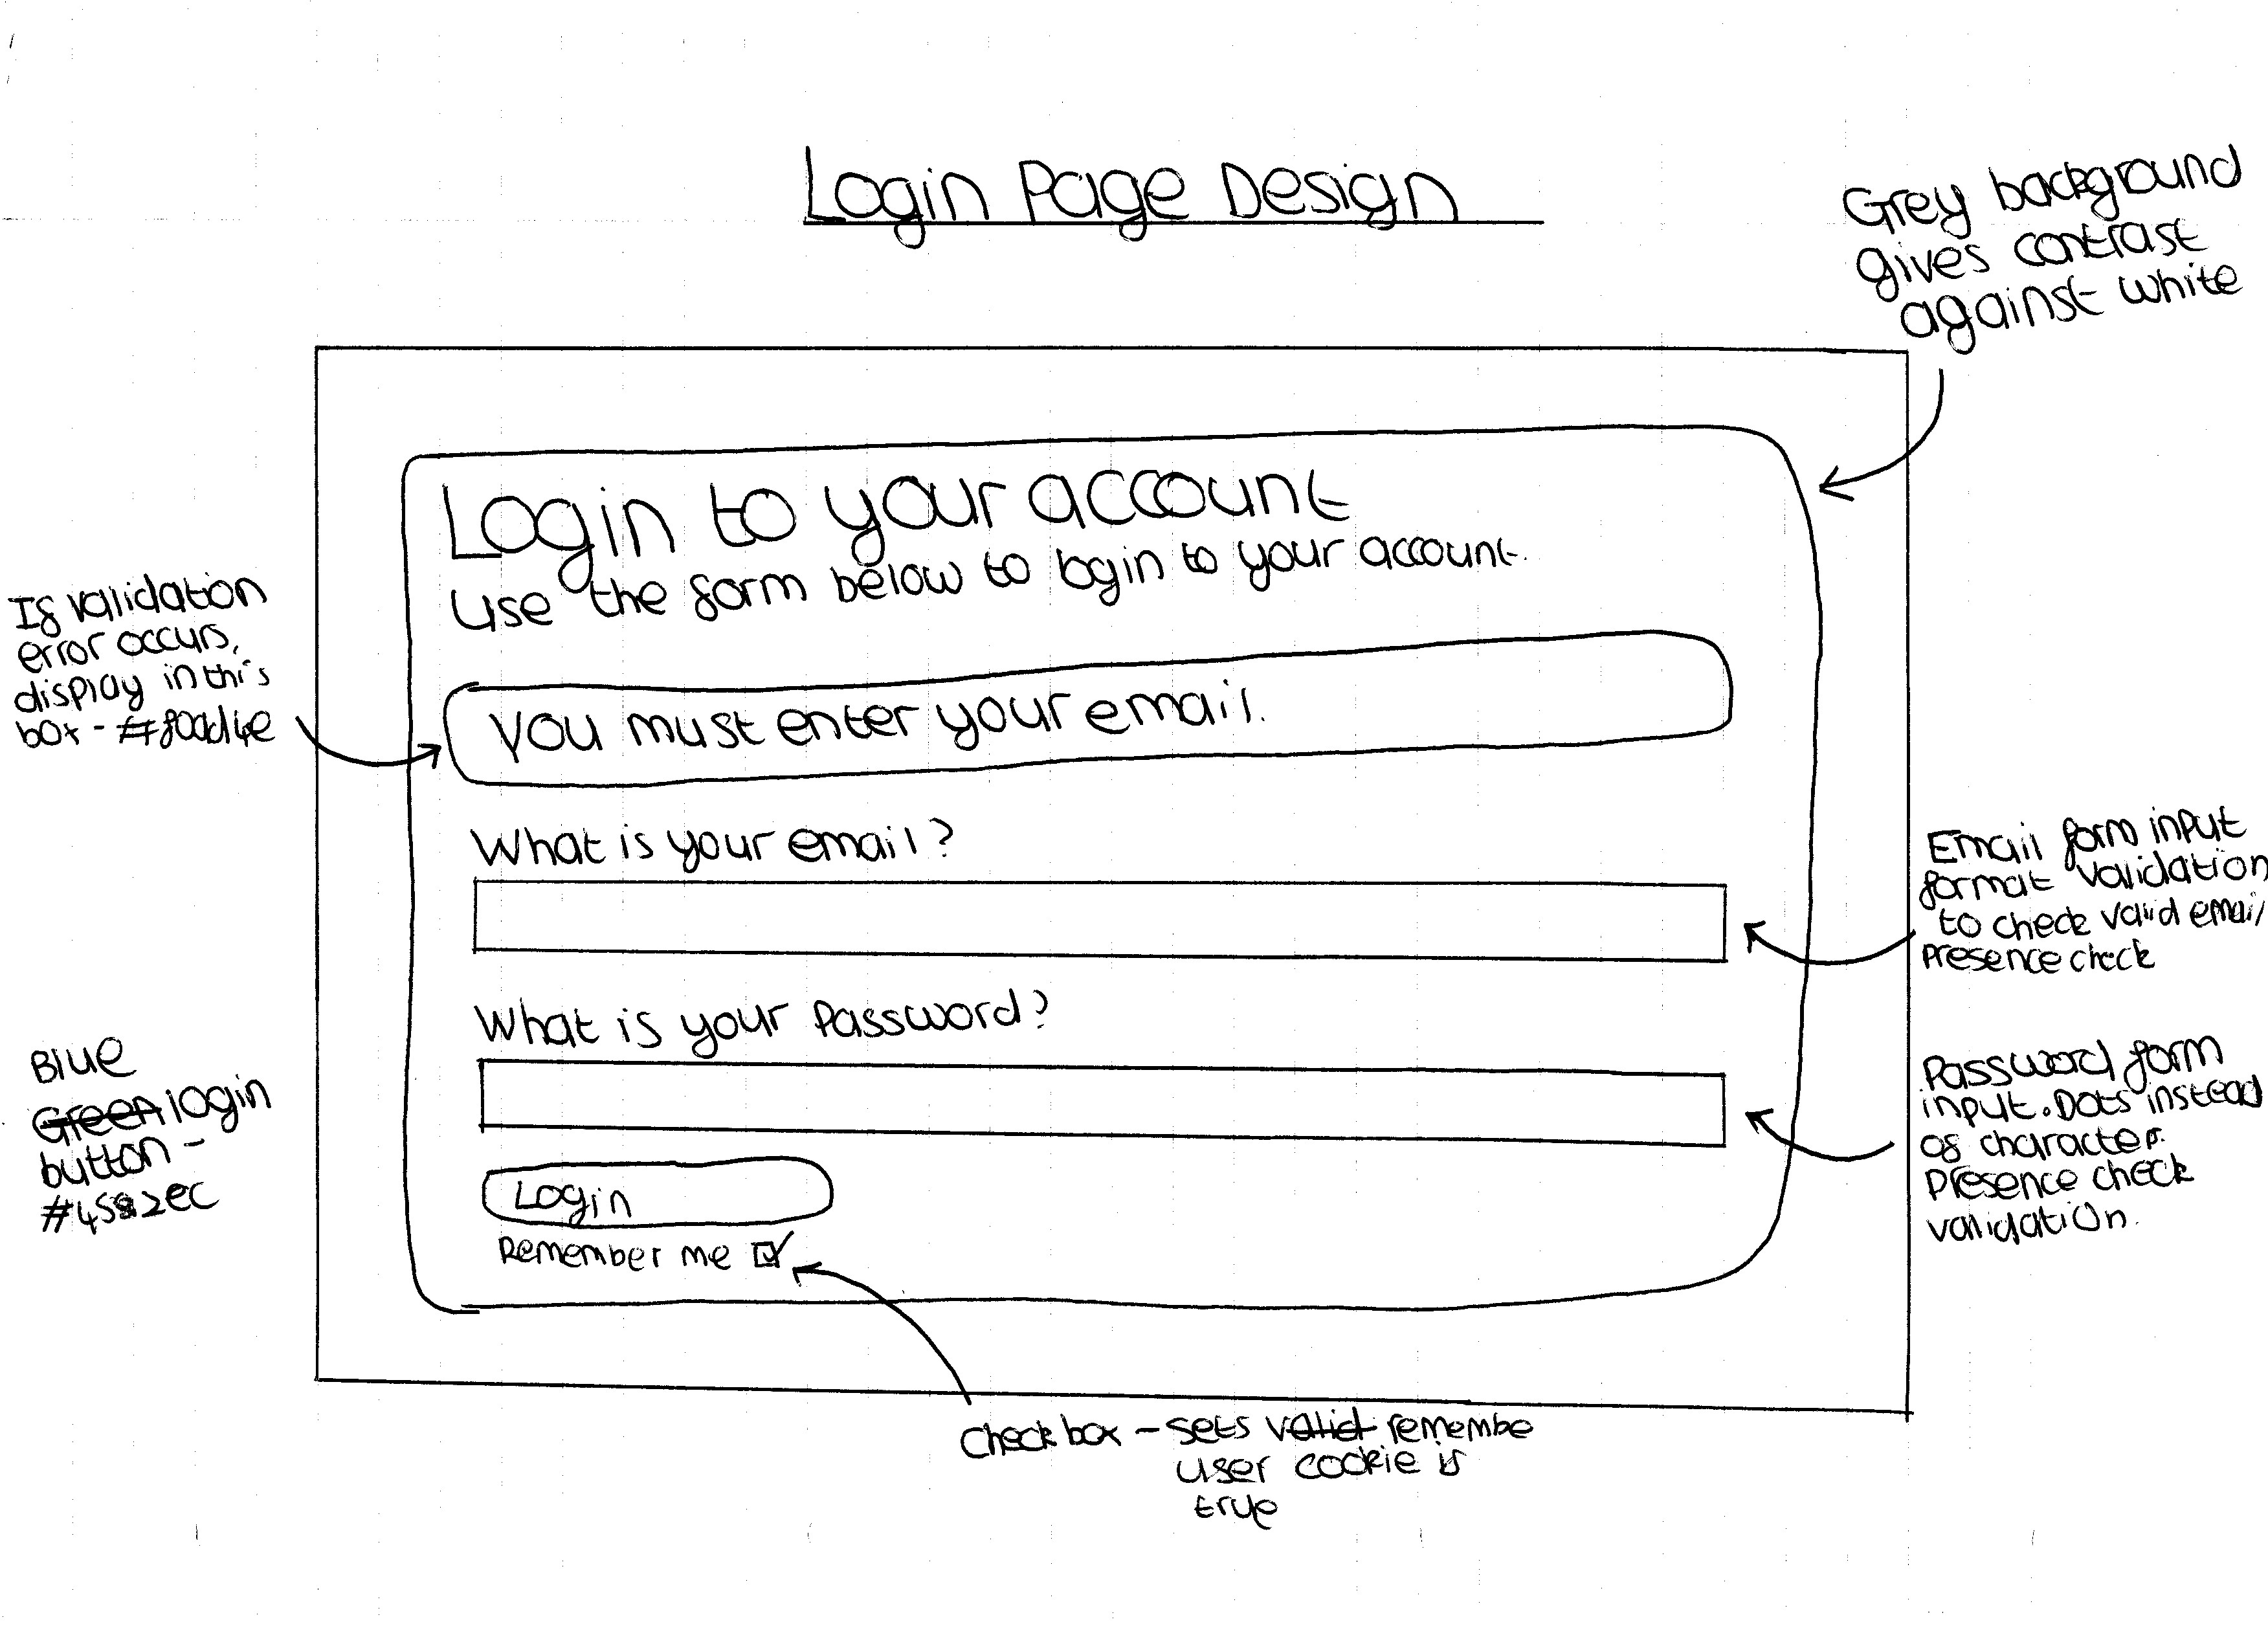 Login Page Design
Grey background
gives contrast
against white
Login to your account
Use the form below to login to your account.
If validation
error occurs,
display in this
box -
You must enter your email.
What is your email?
Email form input
format validation
to check valid email
Presence check
What is your Password?
Password form
input. Dots instead
of character.
Presence check
validation.
Blue
Green login
button -
#4582ec
Login
Remember me
Checkbox - sets valid remembe
user cookie is
true